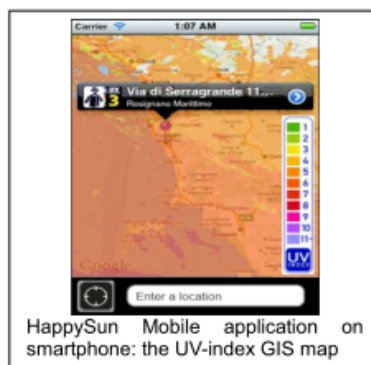 Carrier 1:07 AM
3 Via di Serragrande 11...
Rosignano Marittimo
1
2
3
4
5
6
7
8
9
10
11+
UV
INDEX
Google
Enter a location
HappySun Mobile application on
smartphone: the UV-index GIS map